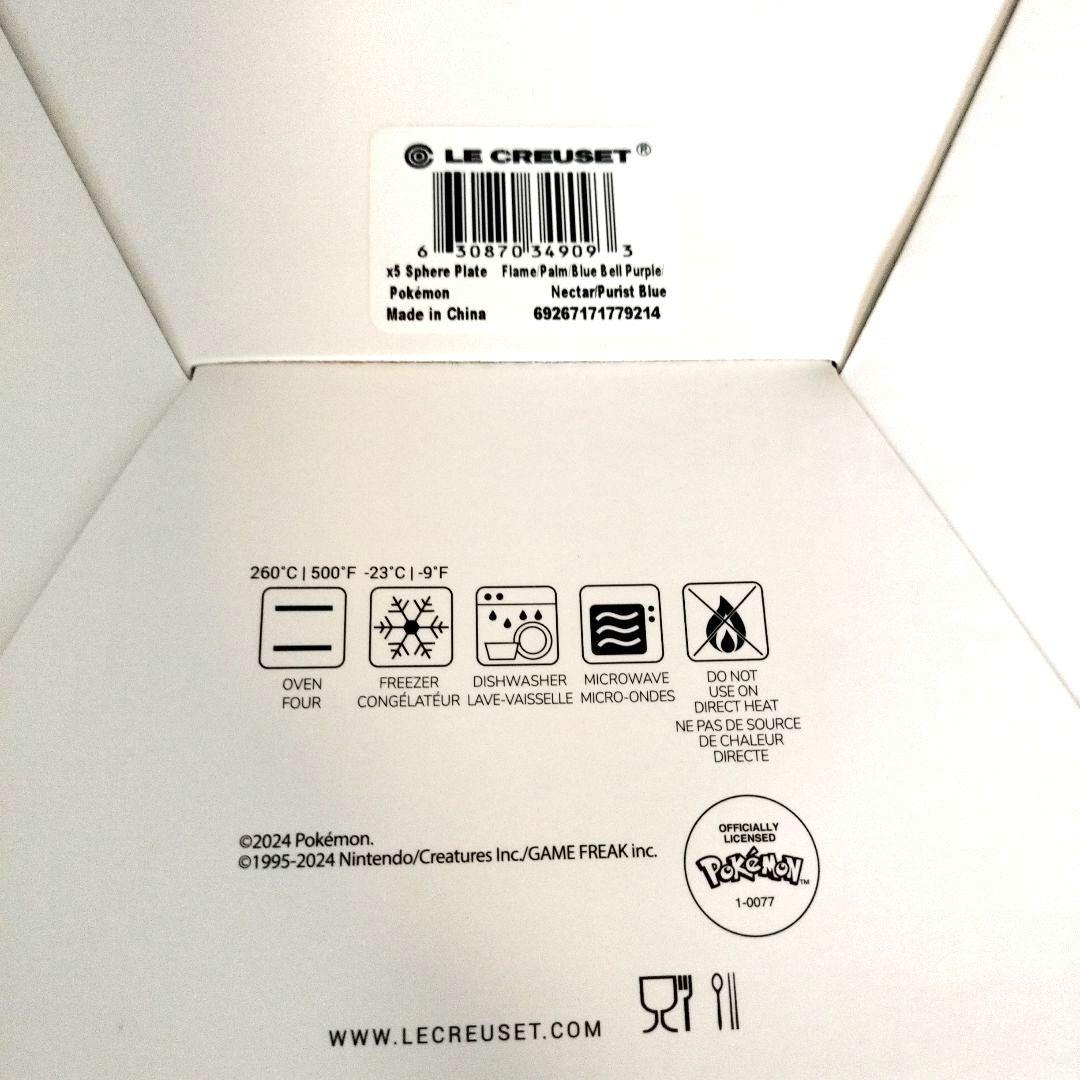 LE CREUSET®
6 30870 34909 3
x5 Sphere Plate Flame/Palm/Blue Bell Purple/
Pokémon Nectar/Purist Blue
Made in China 69267171779214
260°C | 500°F -23°C | -9°F
OVEN
FOUR
FREEZER
CONGÉLATEUR
DISHWASHER
LAVE-VAISSELLE
MICROWAVE
MICRO-ONDES
DO NOT
USE ON
DIRECT HEAT
NE PAS DE SOURCE
DE CHALEUR
DIRECTE
©2024 Pokémon.
©1995-2024 Nintendo/Creatures Inc./GAME FREAK inc.
OFFICIALLY
LICENSED
POKéMON™
1-0077
WWW.LECREUSET.COM